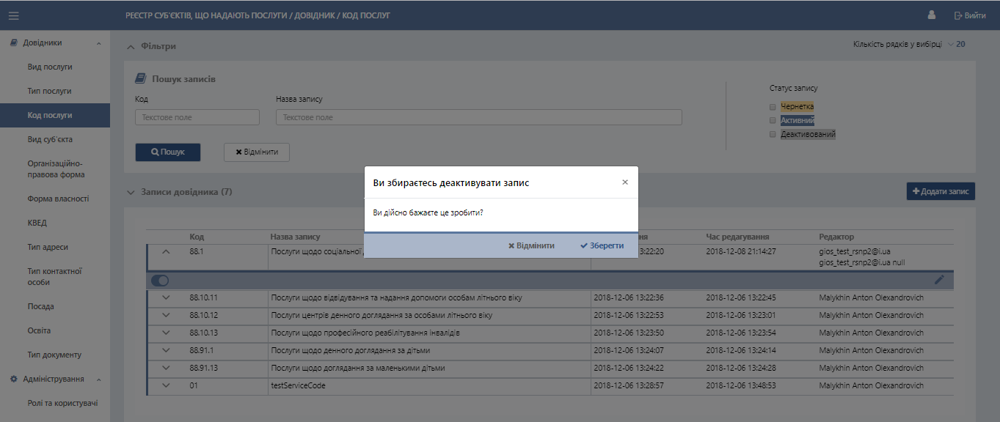 РЕЄСТР СУБ'ЄКТІВ, ЩО НАДАЮТЬ ПОСЛУГИ / ДОВІДНИК / КОД ПОСЛУГ
Вийти
Довідники
Вид послуги
Тип послуги
Код послуги
Вид суб'єкта
Організаційно-
правова форма
Форма власності
КВЕД
Тип адреси
Тип контактної
особи
Посада
Освіта
Тип документу
Адміністрування
Ролі та користувачі
Фільтри
Кількість рядків у вибірці 20
Пошук записів
Код Назва запису
Текстове поле Текстове поле
Статус запису
Чернетка
Активний
Деактивований
Пошук Відмінити
Ви збираєтесь деактивувати запис ×
Ви дійсно бажаєте це зробити?
Відмінити Зберегти
Записи довідника (7)
Додати запис
Код Назва запису ня Час редагування Редактор
88.1 Послуги щодо соціальної 13:22:20 2018-12-08 21:14:27 gios_test_rsnp2@i.ua
gios_test_rsnp2@i.ua null
88.10.11 Послуги щодо відвідування та надання допомоги особам літнього віку 2018-12-06 13:22:36 2018-12-06 13:22:45 Malykhin Anton Olexandrovich
88.10.12 Послуги центрів денного доглядання за особами літнього віку 2018-12-06 13:22:53 2018-12-06 13:23:01 Malykhin Anton Olexandrovich
88.10.13 Послуги щодо професійного реабілітування інвалідів 2018-12-06 13:23:50 2018-12-06 13:23:54 Malykhin Anton Olexandrovich
88.91.1 Послуги щодо денного доглядання за дітьми 2018-12-06 13:24:07 2018-12-06 13:24:14 Malykhin Anton Olexandrovich
88.91.13 Послуги щодо доглядання за маленькими дітьми 2018-12-06 13:24:22 2018-12-06 13:24:28 Malykhin Anton Olexandrovich
01 testServiceCode 2018-12-06 13:28:57 2018-12-06 13:48:53 Malykhin Anton Olexandrovich